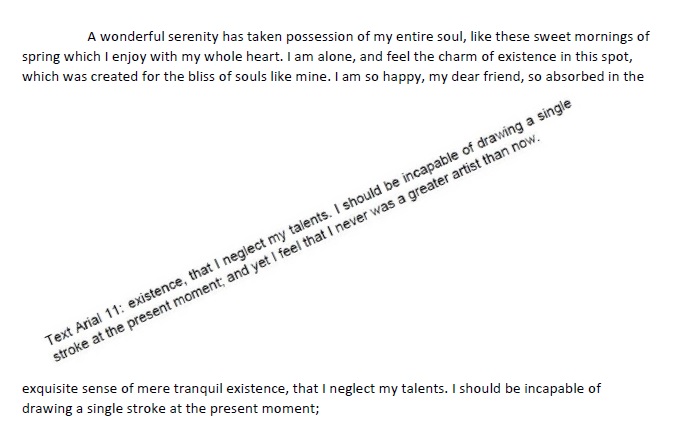 A wonderful serenity has taken possession of my entire soul, like these sweet mornings of
spring which I enjoy with my whole heart. I am alone, and feel the charm of existence in this spot,
which was created for the bliss of souls like mine. I am so happy, my dear friend, so absorbed in the
Text Arial 11: existence, that I neglect my talents. I should be incapable of drawing a single
stroke at the present moment; and yet I feel that I never was a greater artist than now.
exquisite sense of mere tranquil existence, that I neglect my talents. I should be incapable of
drawing a single stroke at the present moment;